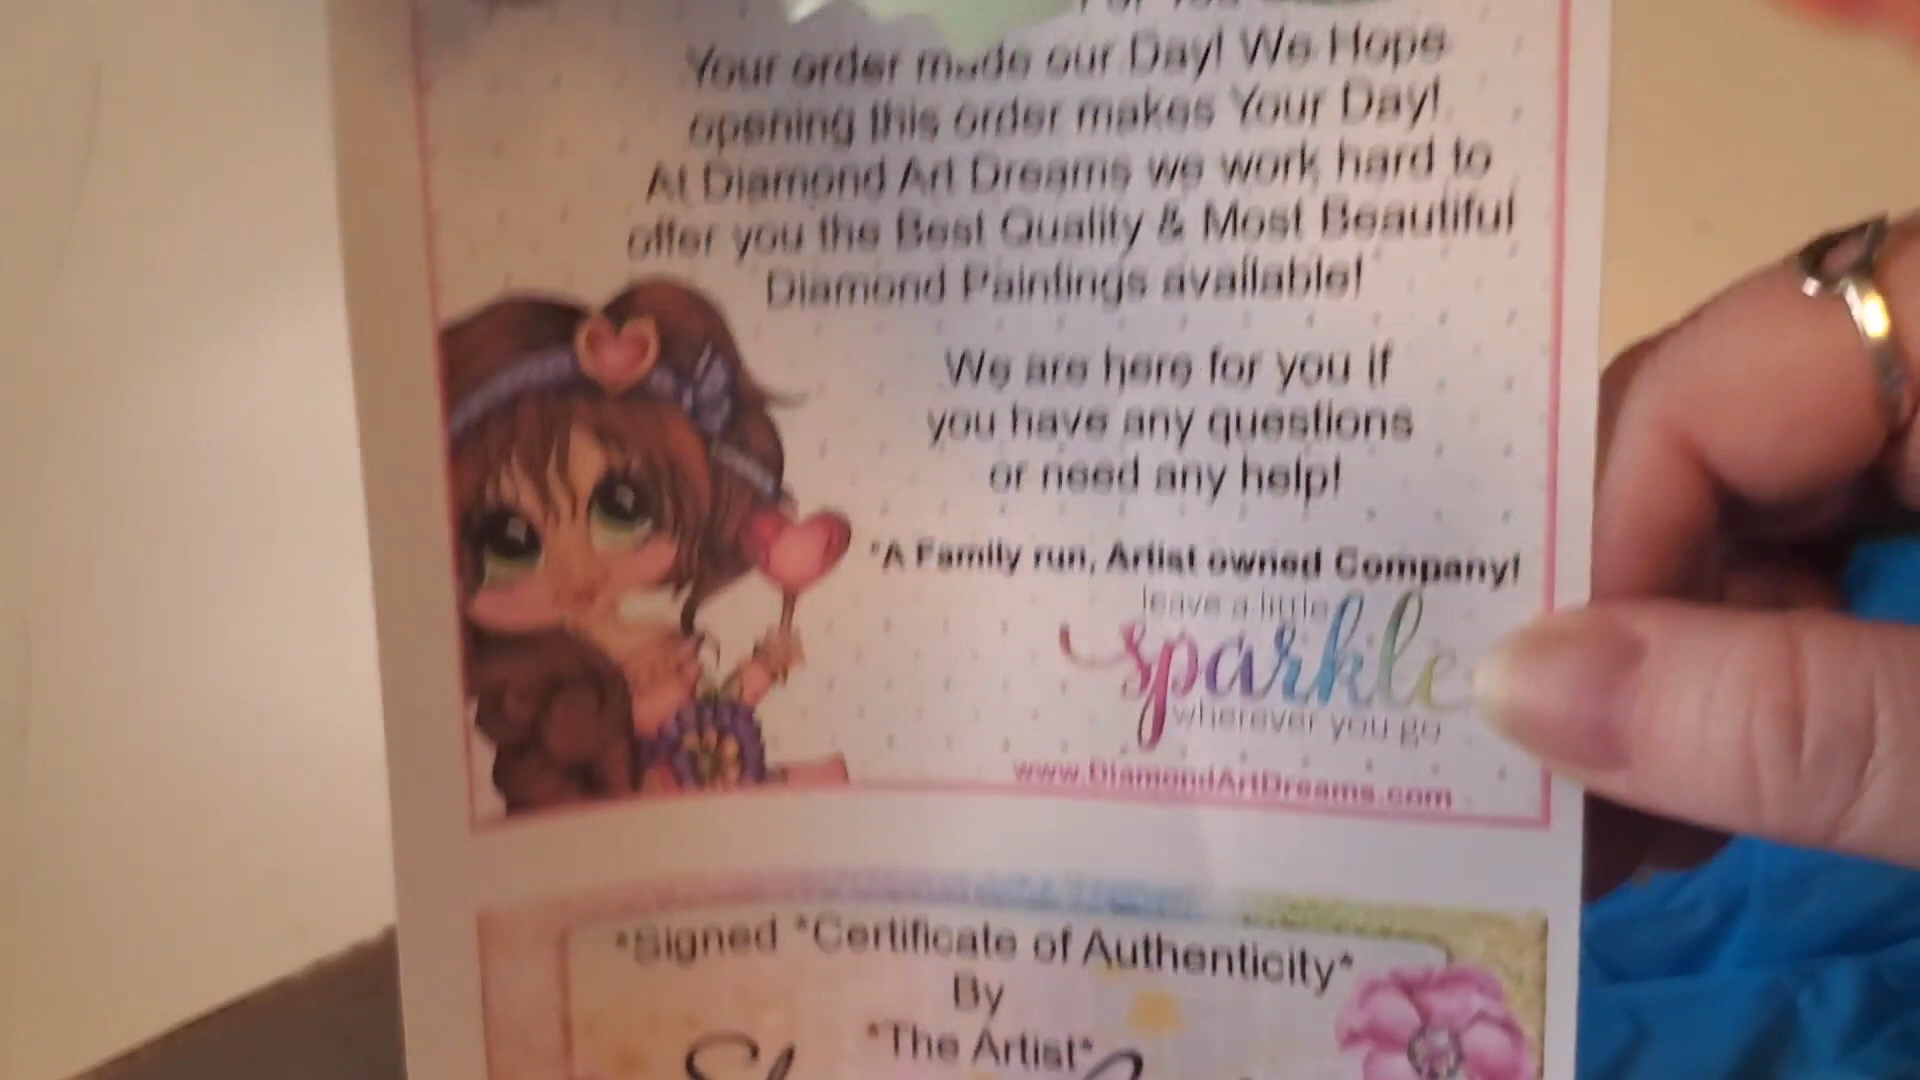 For You
Your order made our Day! We Hope
opening this order makes Your Day!
At Diamond Art Dreams we work hard to
offer you the Best Quality & Most Beautiful
Diamond Paintings available!
We are here for you if
you have any questions
or need any help!
*A Family run, Artist owned Company!
leave a little
sparkle
wherever you go
www.DiamondArtDreams.com
*Signed *Certificate of Authenticity*
By
*The Artist*